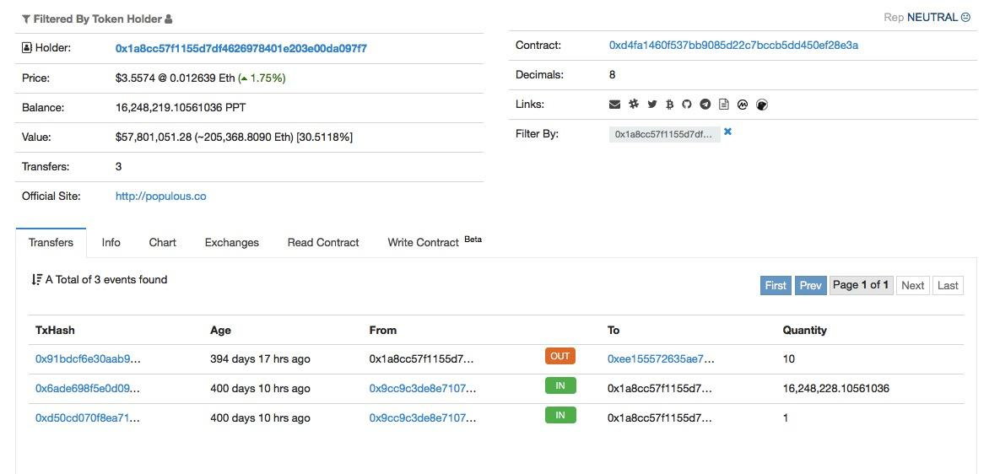 Filtered By Token Holder
Rep NEUTRAL
Holder: 0x1a8cc57f1155d7df4626978401e203e00da097f7
Price: $3.5574 @ 0.012639 Eth (1.75%)
Balance: 16,248,219.10561036 PPT
Value: $57,801,051.28 (~205,368.8090 Eth) [30.5118%]
Transfers: 3
Official Site: http://populous.co
Contract: 0xd4fa1460f537bb9085d22c7bccb5dd450ef28e3a
Decimals: 8
Links:
Filter By: 0x1a8cc57f1155d7df...
Transfers Info Chart Exchanges Read Contract Write Contract Beta
A Total of 3 events found
First Prev Page 1 of 1 Next Last
TxHash Age From To Quantity
0x91bdcf6e30aab9... 394 days 17 hrs ago 0x1a8cc57f1155d7... OUT 0xee155572635ae7... 10
0x6ade698f5e0d09... 400 days 10 hrs ago 0x9cc9c3de8e7107... IN 0x1a8cc57f1155d7... 16,248,228.10561036
0xd50cd070f8ea71... 400 days 10 hrs ago 0x9cc9c3de8e7107... IN 0x1a8cc57f1155d7... 1